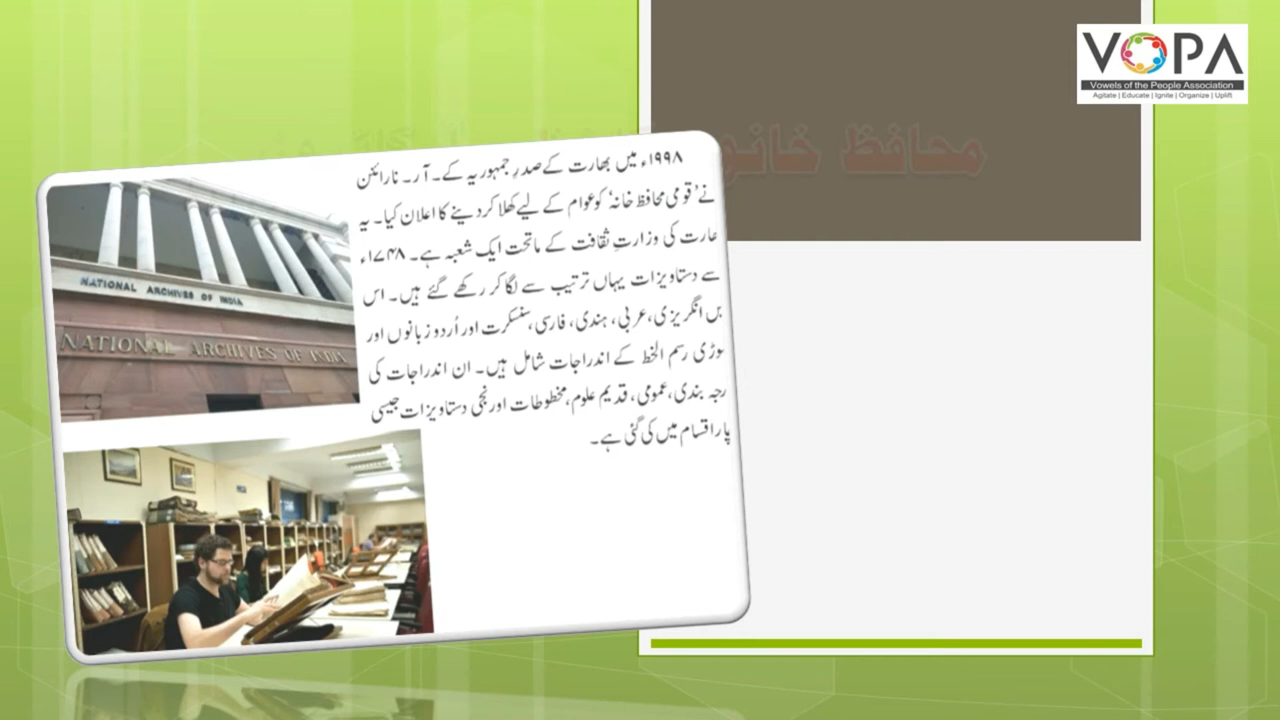 VOPA
Vowels of the People Association
Agitate | Educate | Ignite | Organize | Uplift
محافظ
۱۹۹۸ء میں بھارت کے صدرِ جمہوریہ کے۔ آر۔ نارائنن
نے ’قومی محافظ خانہ‘ کو عوام کے لیے کھلا کر دینے کا اعلان کیا۔ یہ
عارت کی وزارتِ ثقافت کے ماتحت ایک شعبہ ہے۔ ۱۷۴۸ء
سے دستاویزات یہاں ترتیب سے لگا کر رکھے گئے ہیں۔ اس
انگریزی، عربی، ہندی، فارسی، سنسکرت اور اُردو زبانوں اور
وڑی رسم الخط کے اندراجات شامل ہیں۔ ان اندراجات کی
رجہ بندی، عمومی، قدیم علوم، مخطوطات اور نجی دستاویزات جیسی
اقسام میں کی گئی ہے۔
NATIONAL ARCHIVES OF INDIA
NATIONAL ARCHIVES OF INDIA